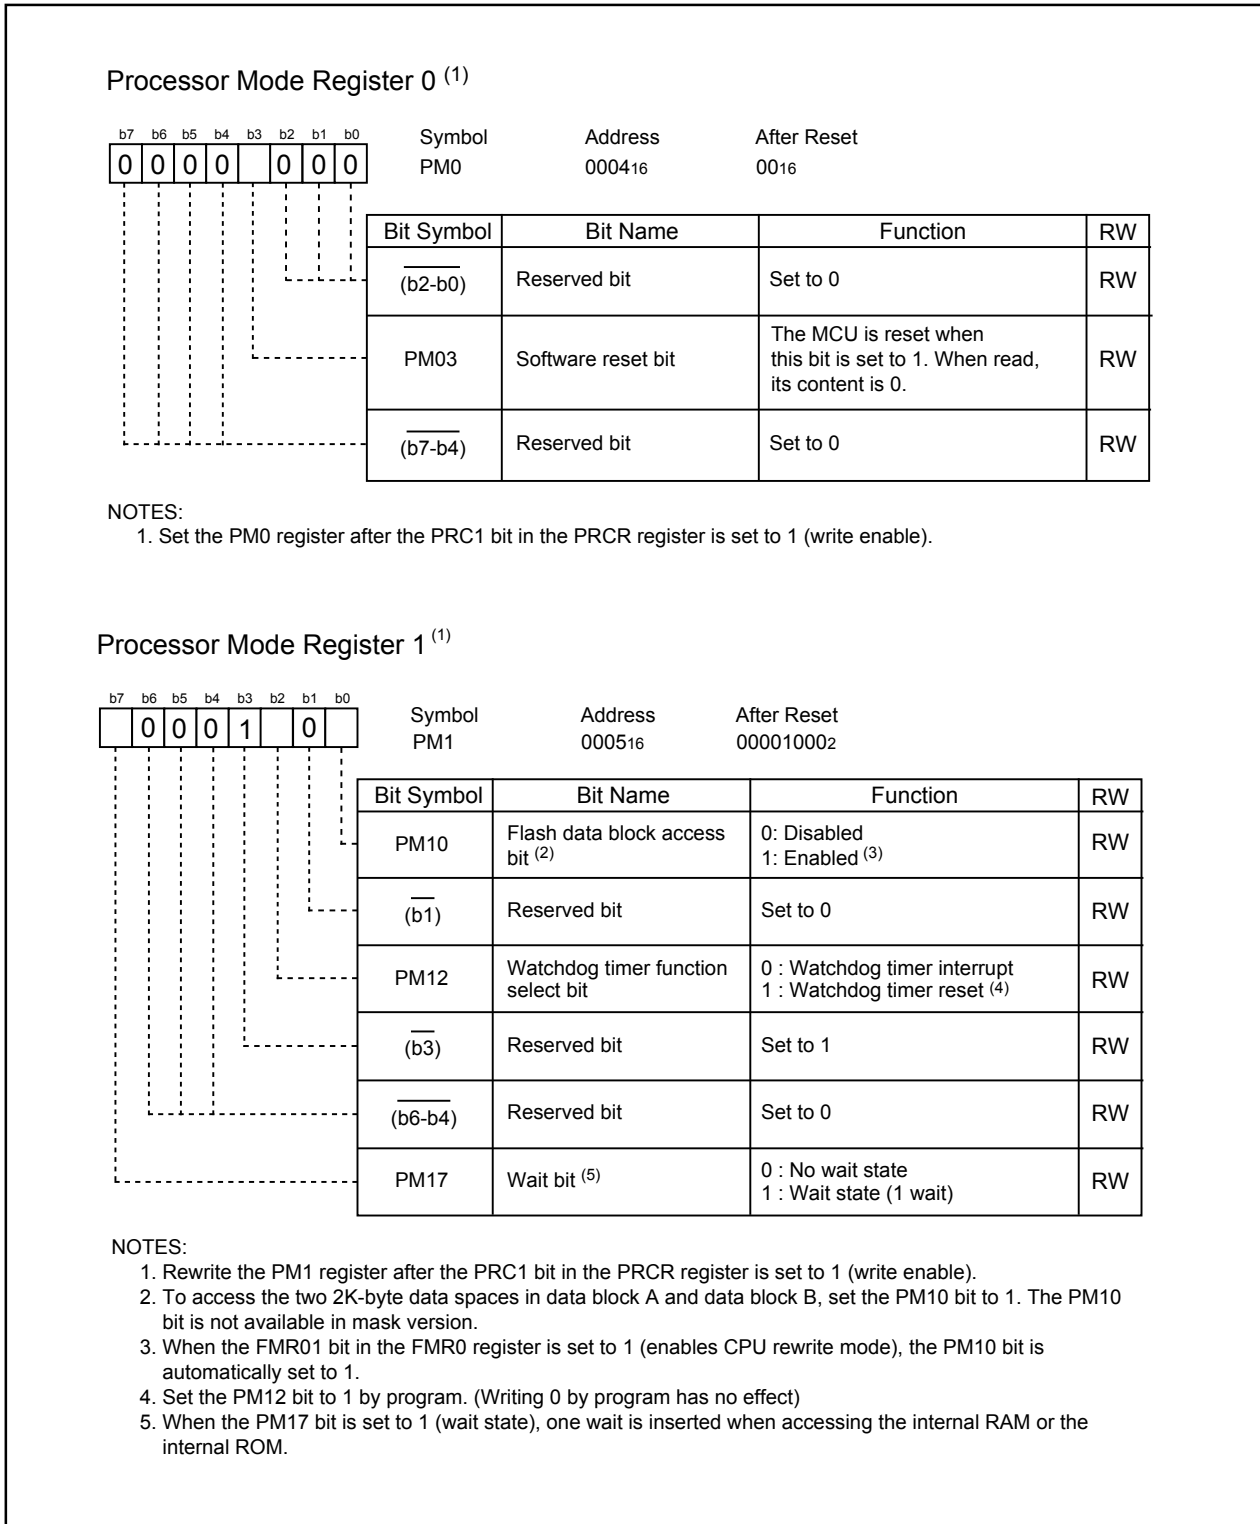 Processor Mode Register 0 (1)
b7 b6 b5 b4 b3 b2 b1 b0
Symbol Address After Reset
0 0 0 0 0 0 0
PM0 000416 0016
Bit Symbol Bit Name Function RW
(b2-b0) Reserved bit Set to 0 RW
The MCU is reset when
PM03 Software reset bit this bit is set to 1. When read, RW
its content is 0.
(b7-b4) Reserved bit Set to 0 RW
NOTES:
1. Set the PM0 register after the PRC1 bit in the PRCR register is set to 1 (write enable).
Processor Mode Register 1 (1)
b7 b6 b5 b4 b3 b2 b1 b0
Symbol Address After Reset
0 0 0 1 0
PM1 000516 000010002
Bit Symbol Bit Name Function RW
Flash data block access 0: Disabled
PM10 RW
bit (2) 1: Enabled (3)
(b1) Reserved bit Set to 0 RW
Watchdog timer function 0 : Watchdog timer interrupt
PM12 RW
select bit 1 : Watchdog timer reset (4)
(b3) Reserved bit Set to 1 RW
(b6-b4) Reserved bit Set to 0 RW
0 : No wait state
PM17 Wait bit (5) RW
1 : Wait state (1 wait)
NOTES:
1. Rewrite the PM1 register after the PRC1 bit in the PRCR register is set to 1 (write enable).
2. To access the two 2K-byte data spaces in data block A and data block B, set the PM10 bit to 1. The PM10
bit is not available in mask version.
3. When the FMR01 bit in the FMR0 register is set to 1 (enables CPU rewrite mode), the PM10 bit is
automatically set to 1.
4. Set the PM12 bit to 1 by program. (Writing 0 by program has no effect)
5. When the PM17 bit is set to 1 (wait state), one wait is inserted when accessing the internal RAM or the
internal ROM.